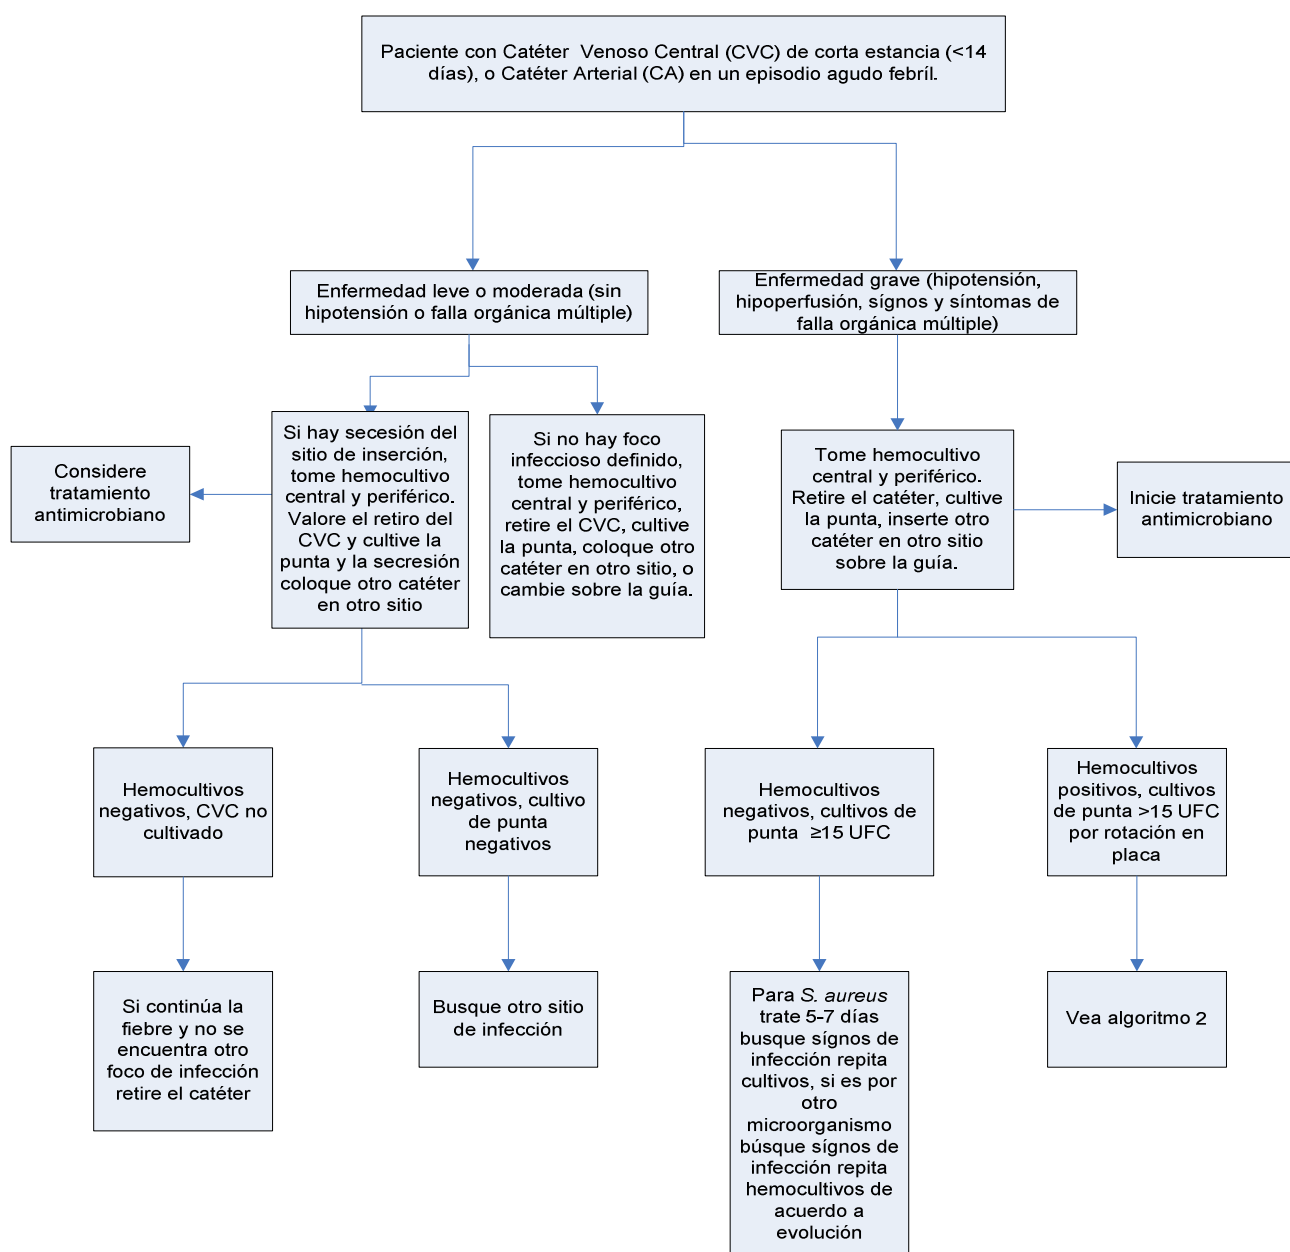 Paciente con Catéter Venoso Central (CVC) de corta estancia (<14
días), o Catéter Arterial (CA) en un episodio agudo febríl.
Enfermedad leve o moderada (sin
hipotensión o falla orgánica múltiple)
Enfermedad grave (hipotensión,
hipoperfusión, sígnos y síntomas de
falla orgánica múltiple)
Considere
tratamiento
antimicrobiano
Si hay secesión del
sitio de inserción,
tome hemocultivo
central y periférico.
Valore el retiro del
CVC y cultive la
punta y la secresión
coloque otro catéter
en otro sitio
Si no hay foco
infeccioso definido,
tome hemocultivo
central y periférico,
retire el CVC, cultive
la punta, coloque otro
catéter en otro sitio, o
cambie sobre la guía.
Tome hemocultivo
central y periférico.
Retire el catéter, cultive
la punta, inserte otro
catéter en otro sitio
sobre la guía.
Inicie tratamiento
antimicrobiano
Hemocultivos
negativos, CVC no
cultivado
Hemocultivos
negativos, cultivo
de punta
negativos
Hemocultivos
negativos, cultivos de
punta ≥15 UFC
Hemocultivos
positivos, cultivos
de punta >15 UFC
por rotación en
placa
Si continúa la
fiebre y no se
encuentra otro
foco de infección
retire el catéter
Busque otro sitio
de infección
Para S. aureus
trate 5-7 días
busque sígnos de
infección repita
cultivos, si es por
otro
microorganismo
búsque sígnos de
infección repita
hemocultivos de
acuerdo a
evolución
Vea algoritmo 2